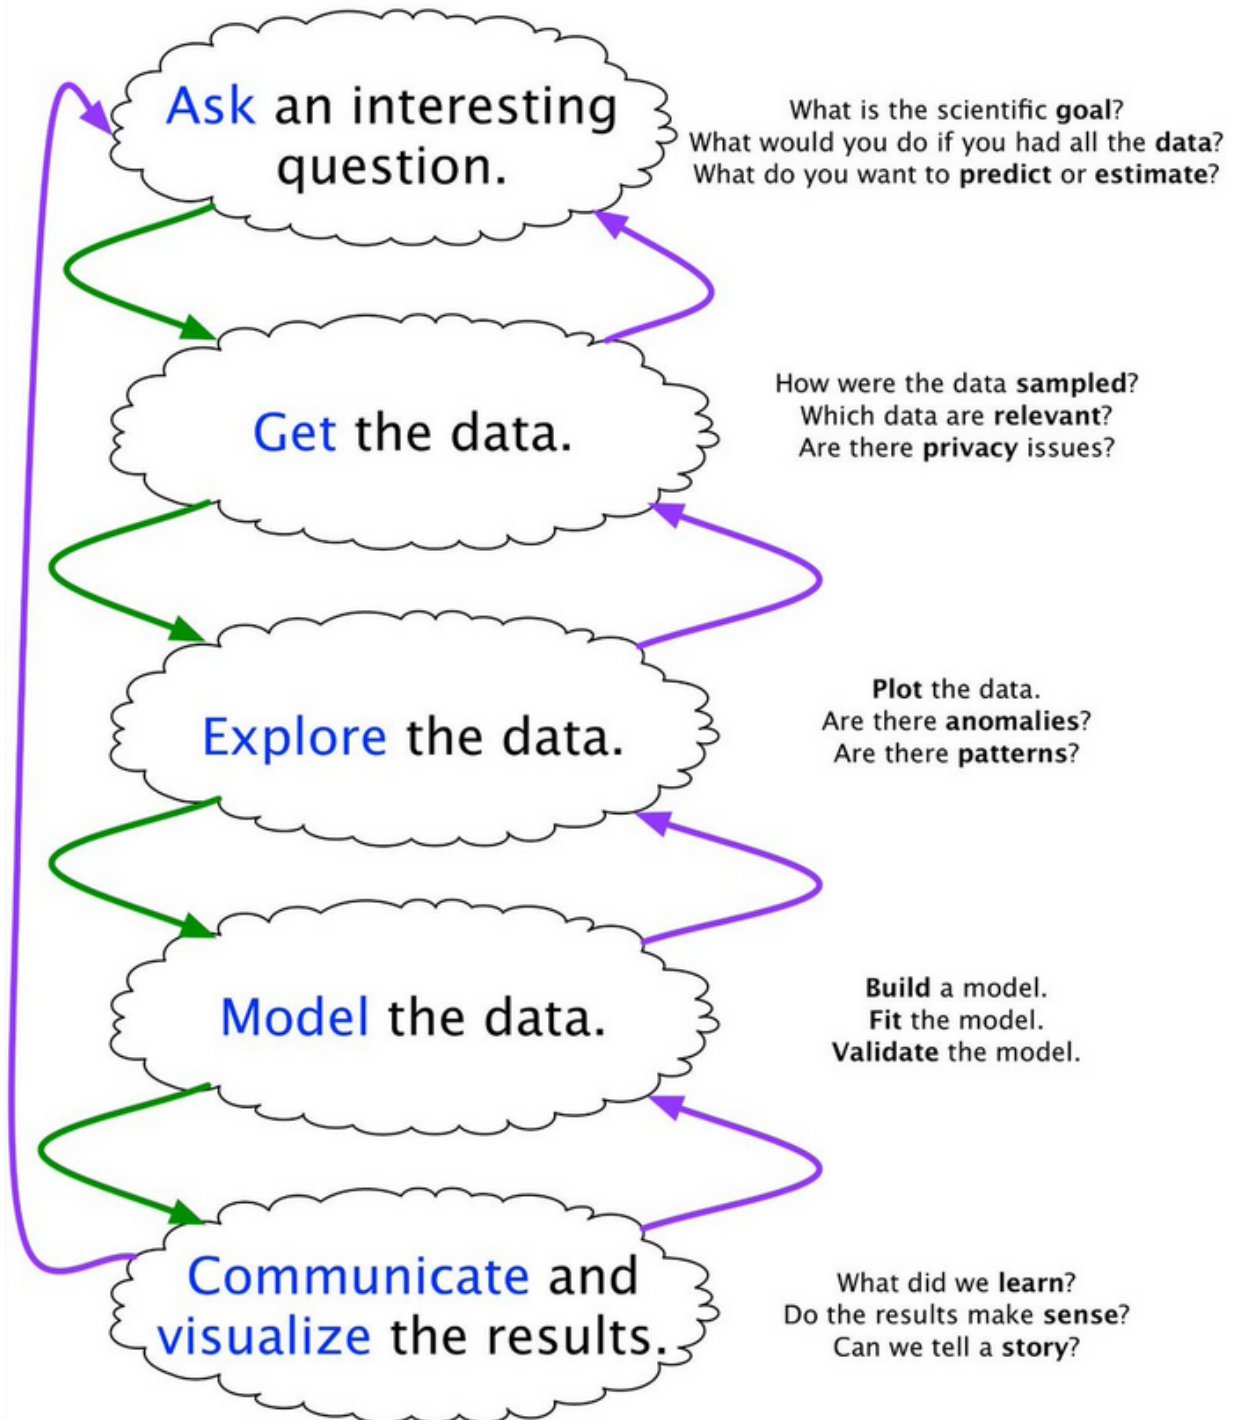 Ask an interesting
question.
What is the scientific goal?
What would you do if you had all the data?
What do you want to predict or estimate?
Get the data.
How were the data sampled?
Which data are relevant?
Are there privacy issues?
Explore the data.
Plot the data.
Are there anomalies?
Are there patterns?
Model the data.
Build a model.
Fit the model.
Validate the model.
Communicate and
visualize the results.
What did we learn?
Do the results make sense?
Can we tell a story?